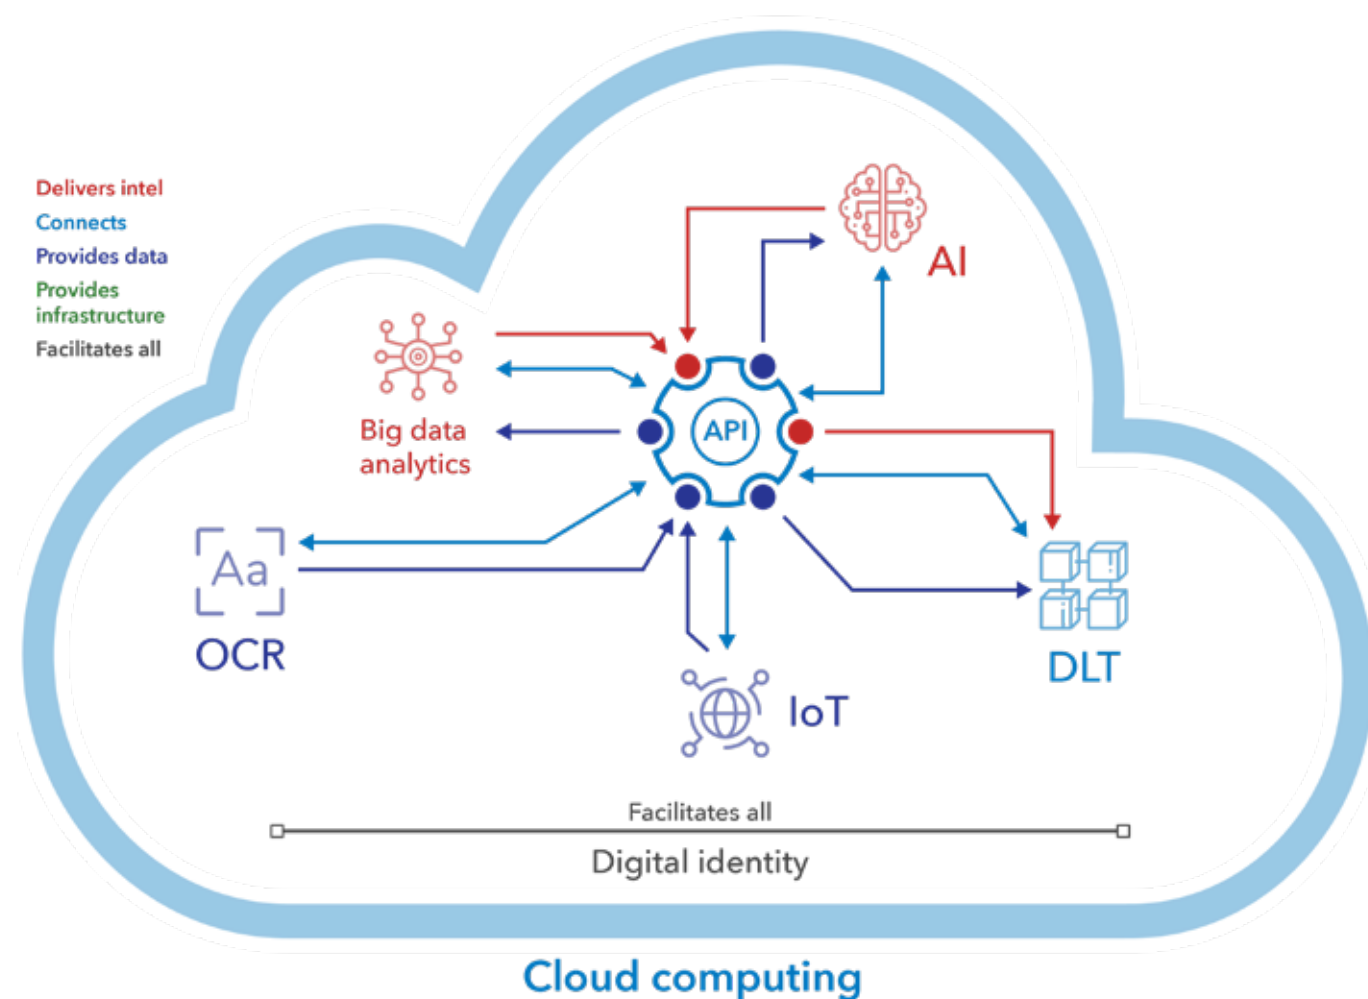 Delivers intel
Connects
Provides data
Provides
infrastructure
Facilitates all
AI
Big data
analytics
API
Aa
OCR
DLT
IoT
Facilitates all
Digital identity
Cloud computing